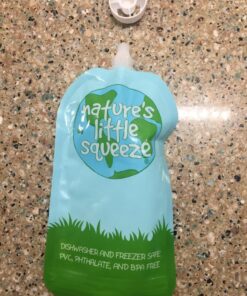 nature's
little
squeeze
DISHWASHER AND FREEZER SAFE
PVC, PHTHALATE, AND BPA FREE